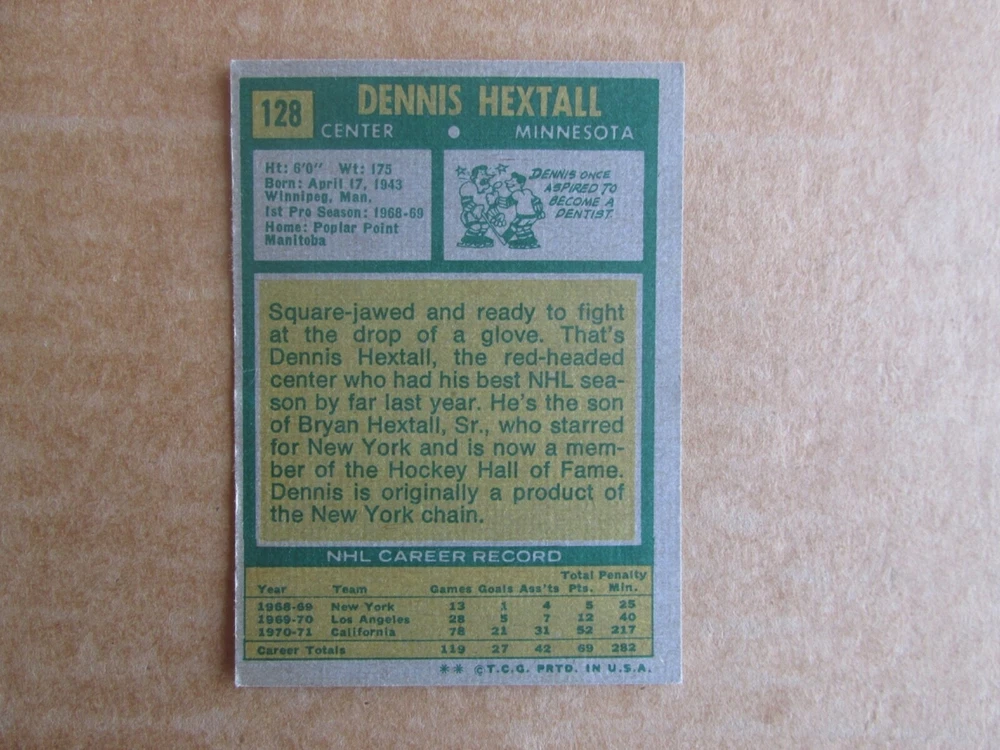 128
DENNIS HEXTALL
CENTER • MINNESOTA
Ht: 6'0" Wt: 175
Born: April 17, 1943
Winnipeg, Man.
1st Pro Season: 1968-69
Home: Poplar Point
Manitoba
DENNIS ONCE
ASPIRED TO
BECOME A
DENTIST
Square-jawed and ready to fight
at the drop of a glove. That's
Dennis Hextall, the red-headed
center who had his best NHL sea-
son by far last year. He's the son
of Bryan Hextall, Sr., who starred
for New York and is now a mem-
ber of the Hockey Hall of Fame.
Dennis is originally a product of
the New York chain.
NHL CAREER RECORD
Total Penalty
Year Team Games Goals Ass'ts Pts. Min.
1968-69 New York 13 1 4 5 25
1969-70 Los Angeles 28 5 7 12 40
1970-71 California 78 21 31 52 217
Career Totals 119 27 42 69 282
** ©T.C.G. PRTD. IN U.S.A.